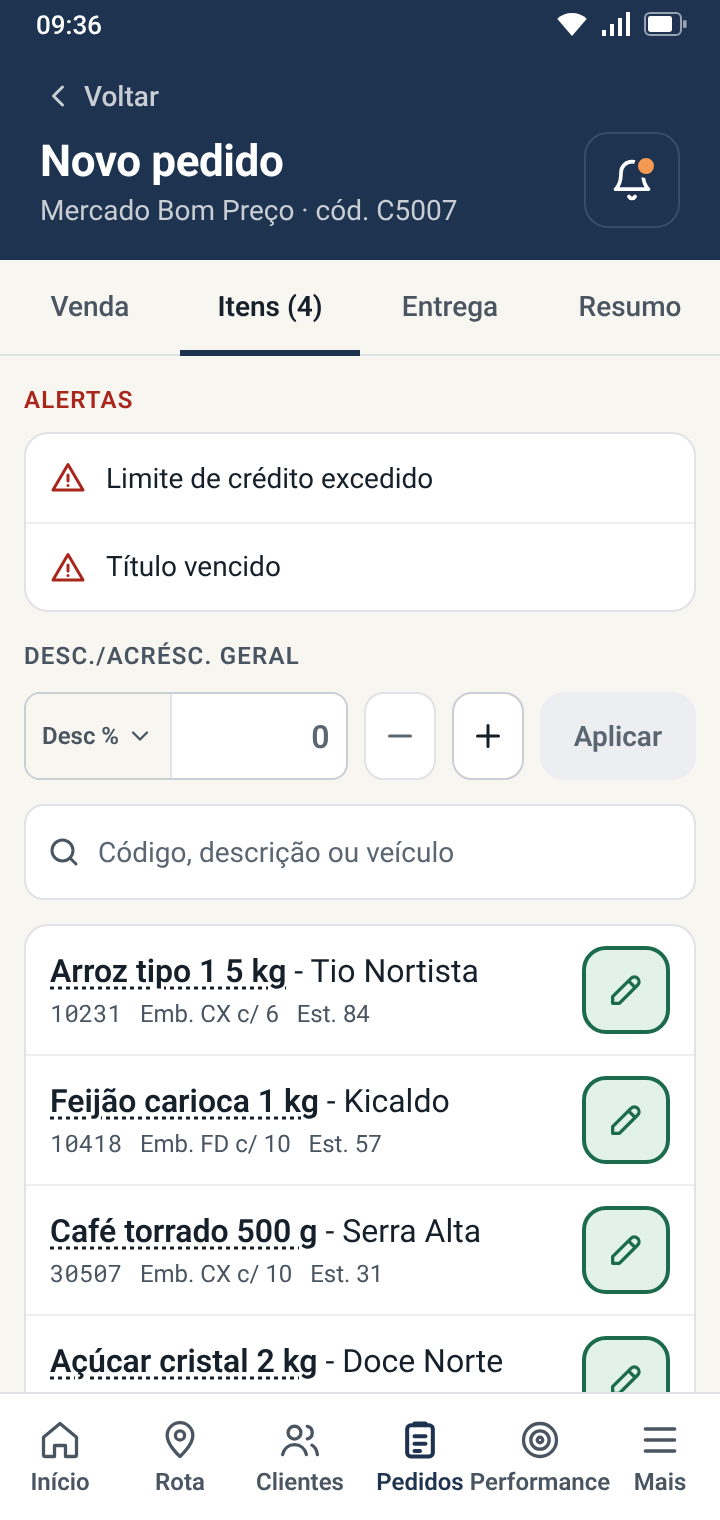 09:36
Voltar
Novo pedido
Mercado Bom Preço · cód. C5007
Venda
Itens (4)
Entrega
Resumo
ALERTAS
Limite de crédito excedido
Título vencido
DESC./ACRÉSC. GERAL
Desc %
0
Aplicar
Código, descrição ou veículo
Arroz tipo 1 5 kg - Tio Nortista
10231 Emb. CX c/ 6 Est. 84
Feijão carioca 1 kg - Kicaldo
10418 Emb. FD c/ 10 Est. 57
Café torrado 500 g - Serra Alta
30507 Emb. CX c/ 10 Est. 31
Açúcar cristal 2 kg - Doce Norte
Início
Rota
Clientes
Pedidos
Performance
Mais